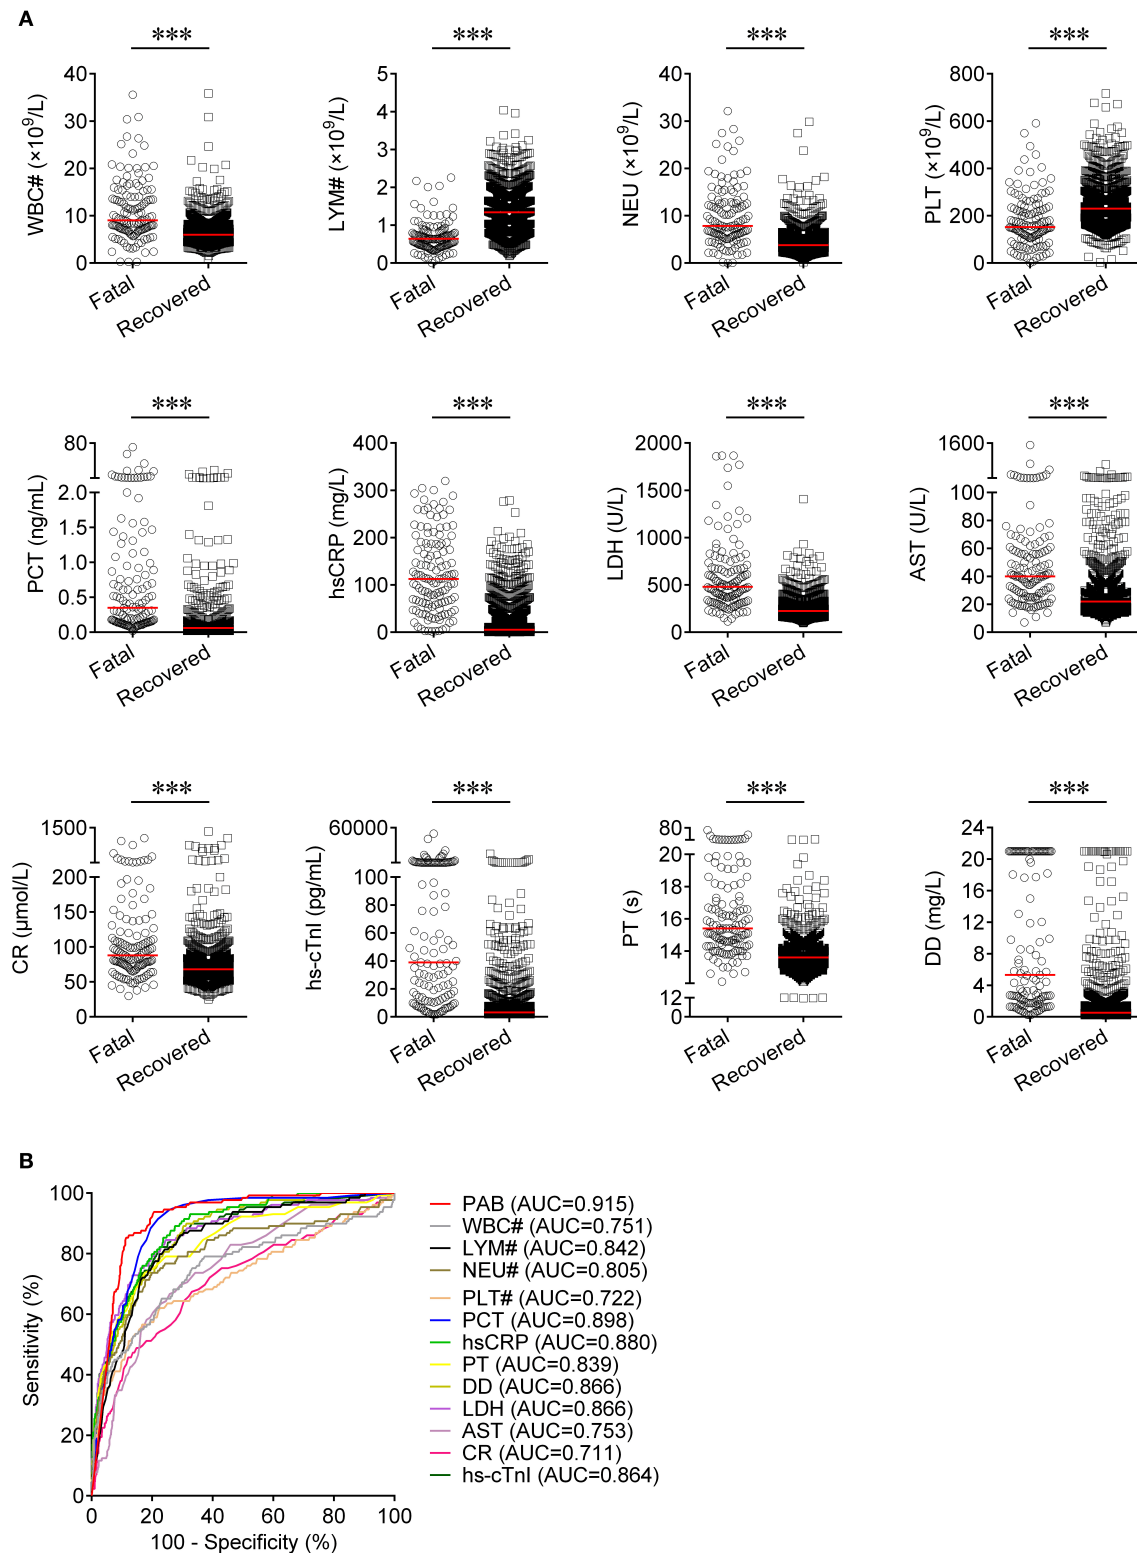 A
*** *** *** ***
WBC# (×10⁹/L)
40
30
20
10
0
Fatal
Recovered
LYM# (×10⁹/L)
5
4
3
2
1
0
Fatal
Recovered
NEU (×10⁹/L)
40
30
20
10
0
Fatal
Recovered
PLT (×10⁹/L)
800
600
400
200
0
Fatal
Recovered
*** *** *** ***
PCT (ng/mL)
80
2.0
1.5
1.0
0.5
0.0
Fatal
Recovered
hsCRP (mg/L)
400
300
200
100
0
Fatal
Recovered
LDH (U/L)
2000
1500
1000
500
0
Fatal
Recovered
AST (U/L)
1600
100
80
60
40
20
0
Fatal
Recovered
*** *** *** ***
CR (μmol/L)
1500
200
150
100
50
0
Fatal
Recovered
hs-cTnI (pg/mL)
60000
100
80
60
40
20
0
Fatal
Recovered
PT (s)
80
20
20
18
16
14
12
0
Fatal
Recovered
DD (mg/L)
24
20
16
12
8
4
0
Fatal
Recovered
B
Sensitivity (%)
100
80
60
40
20
0
0 20 40 60 80 100
100 - Specificity (%)
PAB (AUC=0.915)
WBC# (AUC=0.751)
LYM# (AUC=0.842)
NEU# (AUC=0.805)
PLT# (AUC=0.722)
PCT (AUC=0.898)
hsCRP (AUC=0.880)
PT (AUC=0.839)
DD (AUC=0.866)
LDH (AUC=0.866)
AST (AUC=0.753)
CR (AUC=0.711)
hs-cTnI (AUC=0.864)